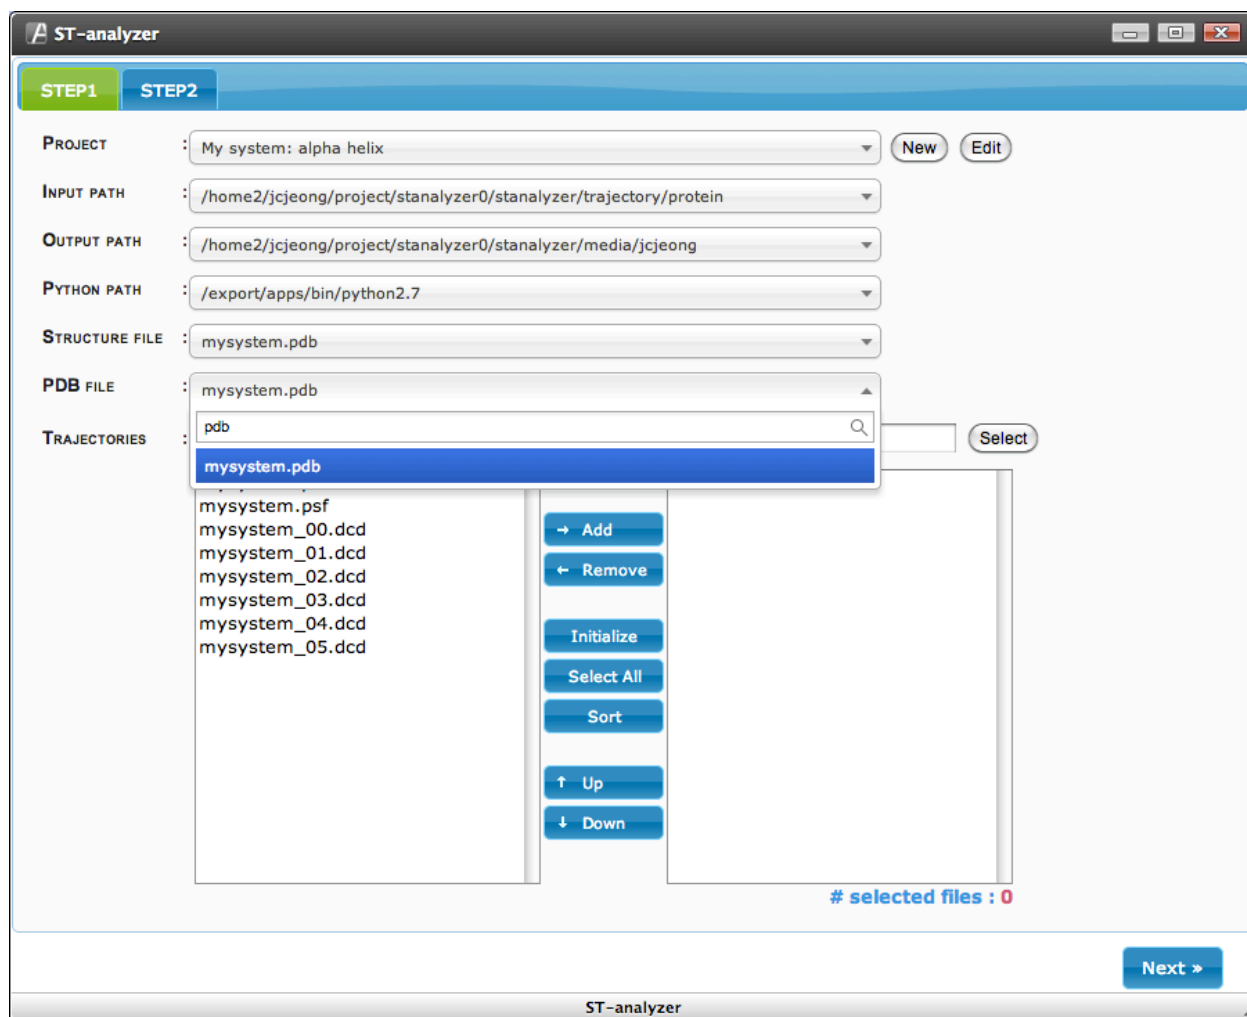 ST-analyzer
STEP1 STEP2
PROJECT : My system: alpha helix New Edit
INPUT PATH : /home2/jcjeong/project/stanalyzer0/stanalyzer/trajectory/protein
OUTPUT PATH : /home2/jcjeong/project/stanalyzer0/stanalyzer/media/jcjeong
PYTHON PATH : /export/apps/bin/python2.7
STRUCTURE FILE : mysystem.pdb
PDB FILE : mysystem.pdb
pdb
TRAJECTORIES : Select
mysystem.pdb
mysystem.psf
mysystem_00.dcd
mysystem_01.dcd
mysystem_02.dcd
mysystem_03.dcd
mysystem_04.dcd
mysystem_05.dcd
→ Add
← Remove
Initialize
Select All
Sort
↑ Up
↓ Down
# selected files : 0
Next »
ST-analyzer